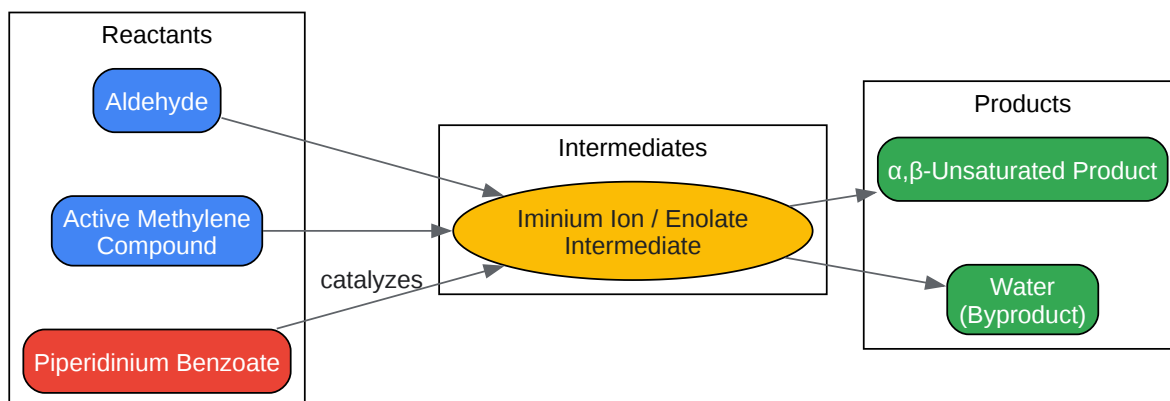 Reactants
Aldehyde
Active Methylene
Compound
catalyzes
Piperidinium Benzoate
Intermediates
Iminium Ion / Enolate
Intermediate
Products
α,β-Unsaturated Product
Water
(Byproduct)